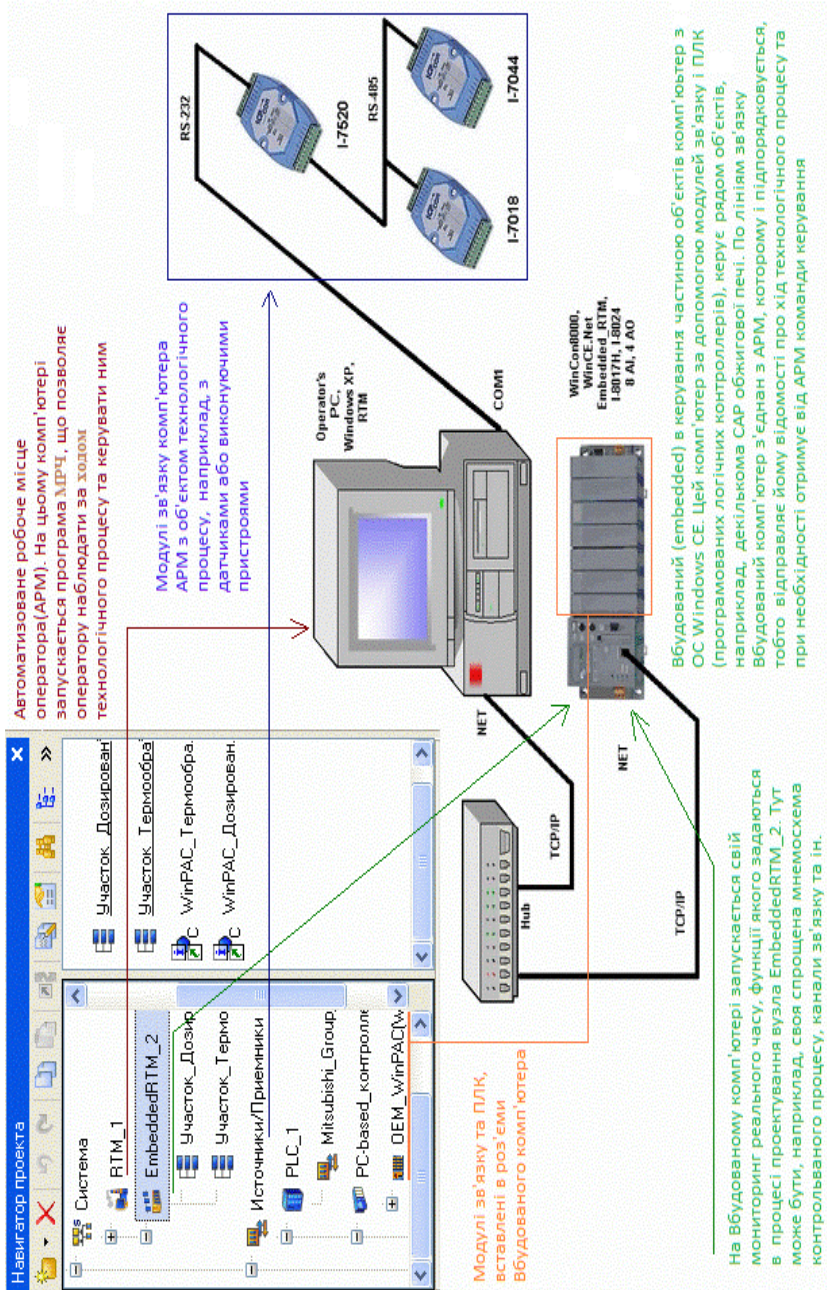 Навигатор проекта
Система
RTM_1
EmbeddedRTM_2
Участок_Дозир
Участок_Термо
Источники/Приемники
PLC_1
Mitsubishi_Group
PC-based_контролле
OEM_WinPAC(W
Участок_Дозирован
Участок_Термообра
C WinPAC_Термообра.
C WinPAC_Дозирован.
Автоматизоване робоче місце
оператора(АРМ). На цьому комп'ютері
запускається програма МРЧ, що позволяє
оператору наблюдати за ходом
технологічного процесу та керувати ним
Модулі зв'язку комп'ютера
АРМ з об'єктом технологічного
процесу, наприклад, з
датчиками або виконуючими
пристроями
RS-232
I-7520
RS-485
I-7018
I-7044
Operator's
PC,
Windows XP,
RTM
COM1
NET
TCP/IP
Hub
TCP/IP
NET
WinCon8000,
WinCE.Net
Embedded_RTM,
I-8017H, I-8024
8 AI, 4 AO
Модулі зв'язку та ПЛК,
вставлені в роз'єми
Вбудованого комп'ютера
На Вбудованому комп'ютері запускається свій
мониторинг реального часу, функції якого задаються
в процесі проектування вузла EmbeddedRTM_2. Тут
може бути, наприклад, своя спрощена мнемосхема
контрольваного процесу, канали зв'язку та ін.
Вбудований (embedded) в керування частиною об'єктів комп'юьтер з
ОС Windows CE. Цей комп'ютер за допомогою модулей зв'язку і ПЛК
(програмованих логічних контроллерів), керує рядом об'єктів,
наприклад, декількома САР обжигової печі. По лініям зв'язку
Вбудований комп'ютер з'єднан з АРМ, которому і підпорядковується,
тобто відправляє йому відомості про хід технологічного процесу та
при необхідності отримує від АРМ команди керування